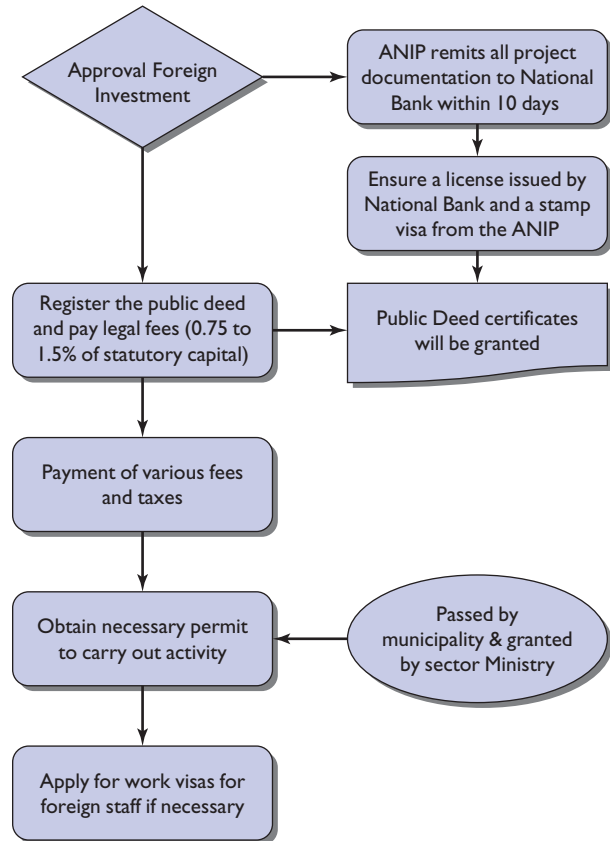 Approval Foreign
Investment
ANIP remits all project
documentation to National
Bank within 10 days
Ensure a license issued by
National Bank and a stamp
visa from the ANIP
Register the public deed
and pay legal fees (0.75 to
1.5% of statutory capital)
Public Deed certificates
will be granted
Payment of various fees
and taxes
Obtain necessary permit
to carry out activity
Passed by
municipality & granted
by sector Ministry
Apply for work visas for
foreign staff if necessary